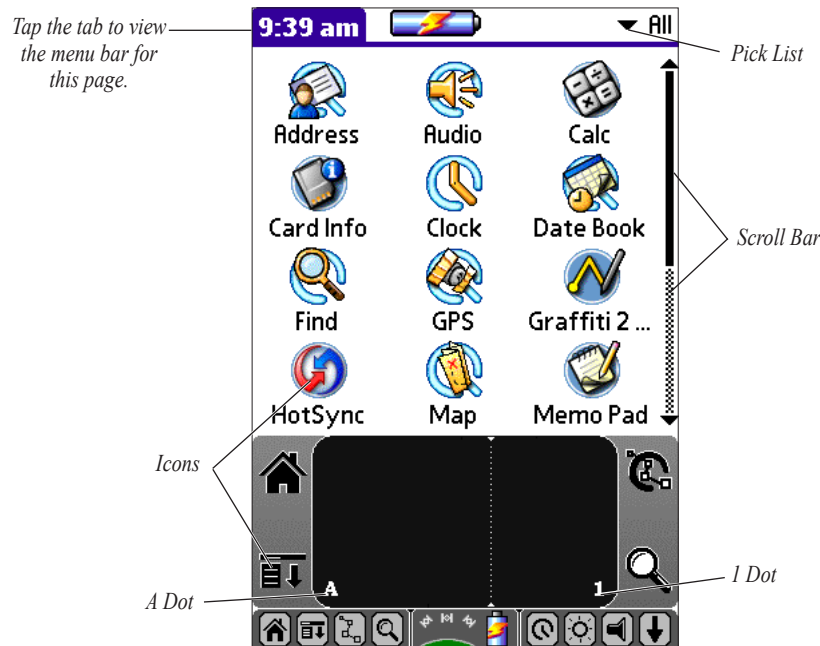 Tap the tab to view
the menu bar for
this page.
9:39 am
All
Pick List
Address
Audio
Calc
Card Info
Clock
Date Book
Scroll Bar
Find
GPS
Graffiti 2 ...
HotSync
Map
Memo Pad
Icons
A
1
A Dot
1 Dot